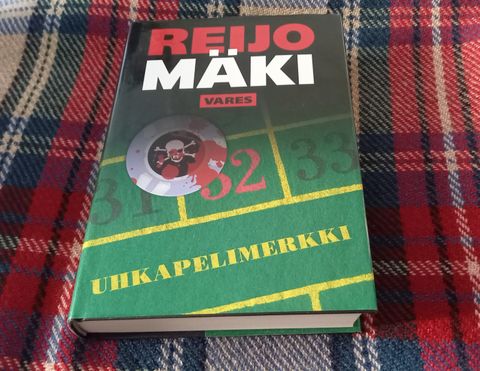 REIJO
MÄKI
VARES
31 32 33
UHKAPELIMERKKI